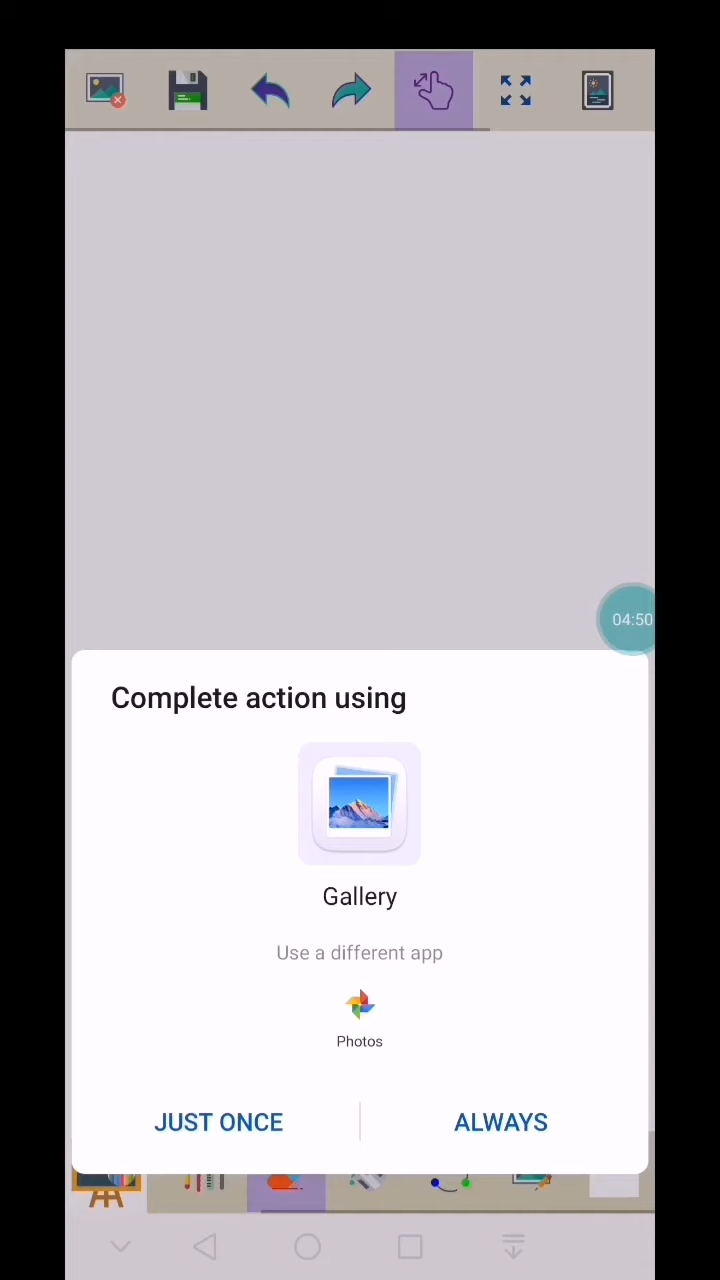 04:50
Complete action using
Gallery
Use a different app
Photos
JUST ONCE
ALWAYS